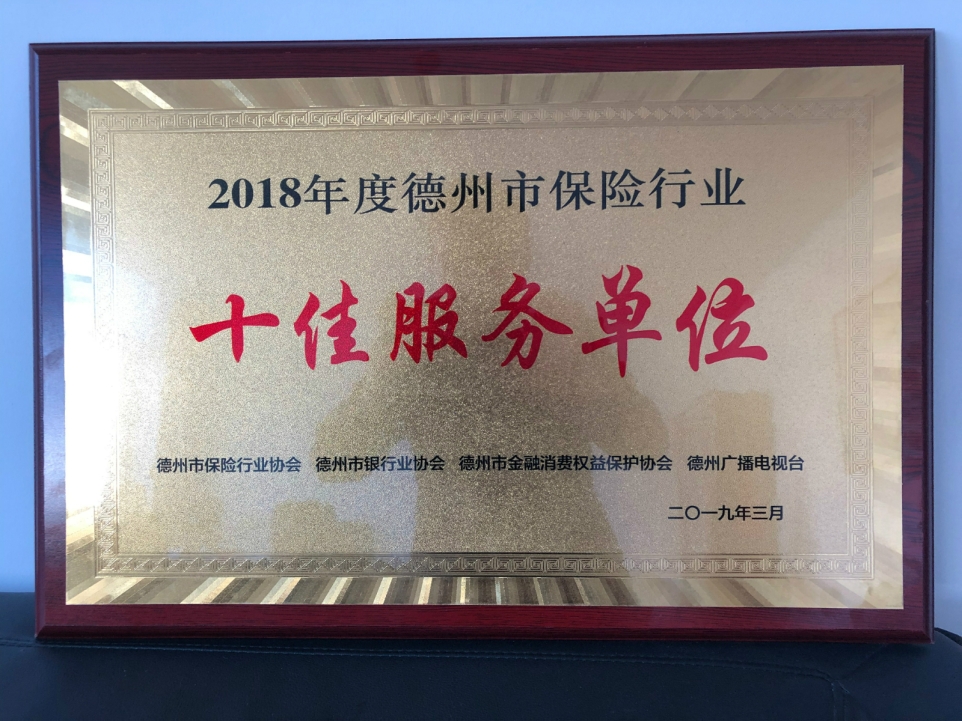 2018年度德州市保险行业
十佳服务单位
德州市保险行业协会 德州市银行业协会 德州市金融消费权益保护协会 德州广播电视台
二〇一九年三月